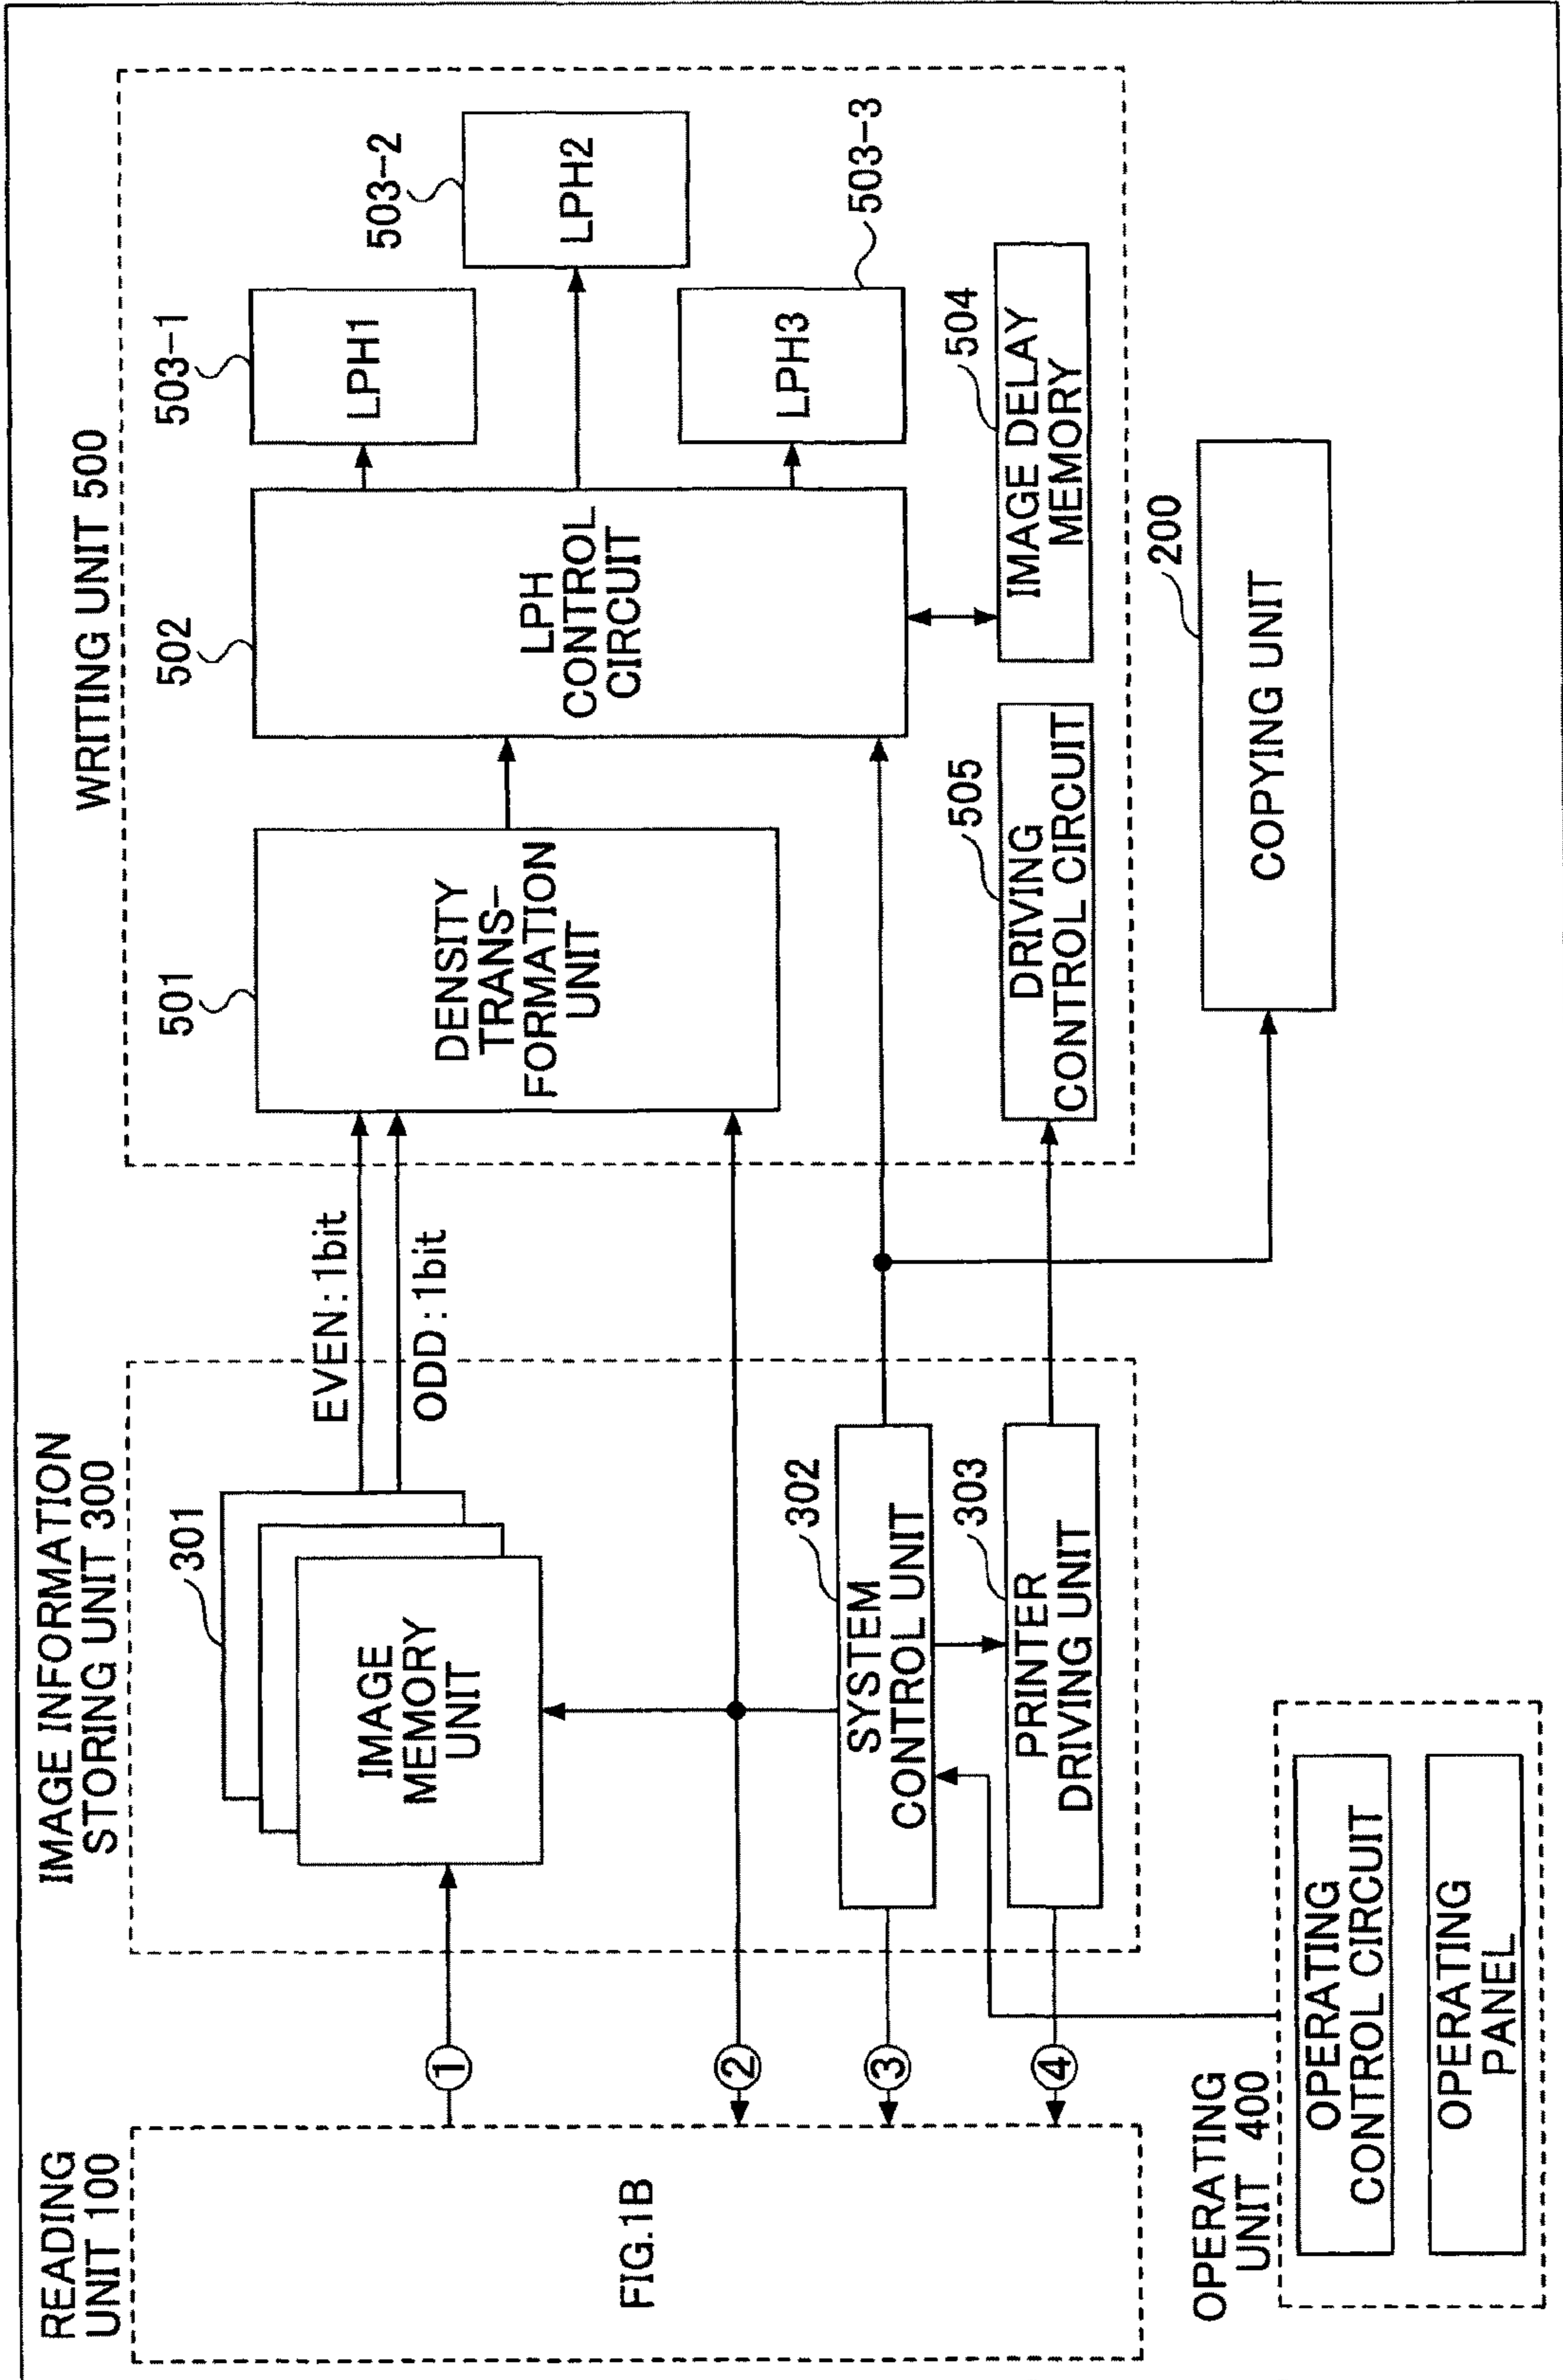 READING
UNIT 100
FIG.1B
1
2
3
4
IMAGE INFORMATION
STORING UNIT 300
301
IMAGE
MEMORY
UNIT
EVEN:1bit
ODD:1bit
302
SYSTEM
CONTROL UNIT
303
PRINTER
DRIVING UNIT
OPERATING
UNIT 400
OPERATING
CONTROL CIRCUIT
OPERATING
PANEL
WRITING UNIT 500
501
DENSITY
TRANS-
FORMATION
UNIT
502
LPH
CONTROL
CIRCUIT
503-1
LPH1
503-2
LPH2
503-3
LPH3
504
IMAGE DELAY
MEMORY
505
DRIVING
CONTROL CIRCUIT
200
COPYING UNIT